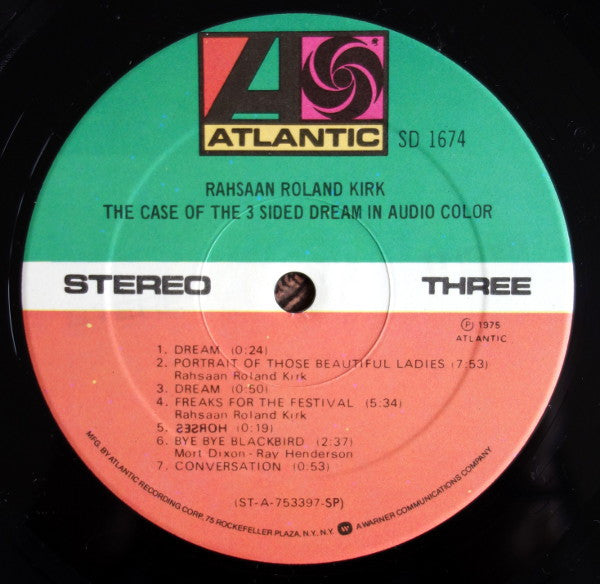 ATLANTIC
SD 1674
RAHSAAN ROLAND KIRK
THE CASE OF THE 3 SIDED DREAM IN AUDIO COLOR
STEREO
THREE
Ⓟ 1975
ATLANTIC
1. DREAM (0:24)
2. PORTRAIT OF THOSE BEAUTIFUL LADIES (7:53)
Rahsaan Roland Kirk
3. DREAM (0:50)
4. FREAKS FOR THE FESTIVAL (5:34)
Rahsaan Roland Kirk
5. HORSES (0:19)
6. BYE BYE BLACKBIRD (2:37)
Mort Dixon - Ray Henderson
7. CONVERSATION (0:53)
(ST-A-753397-SP)
MFG. BY ATLANTIC RECORDING CORP. 75 ROCKEFELLER PLAZA, N.Y. N.Y. W A WARNER COMMUNICATIONS COMPANY